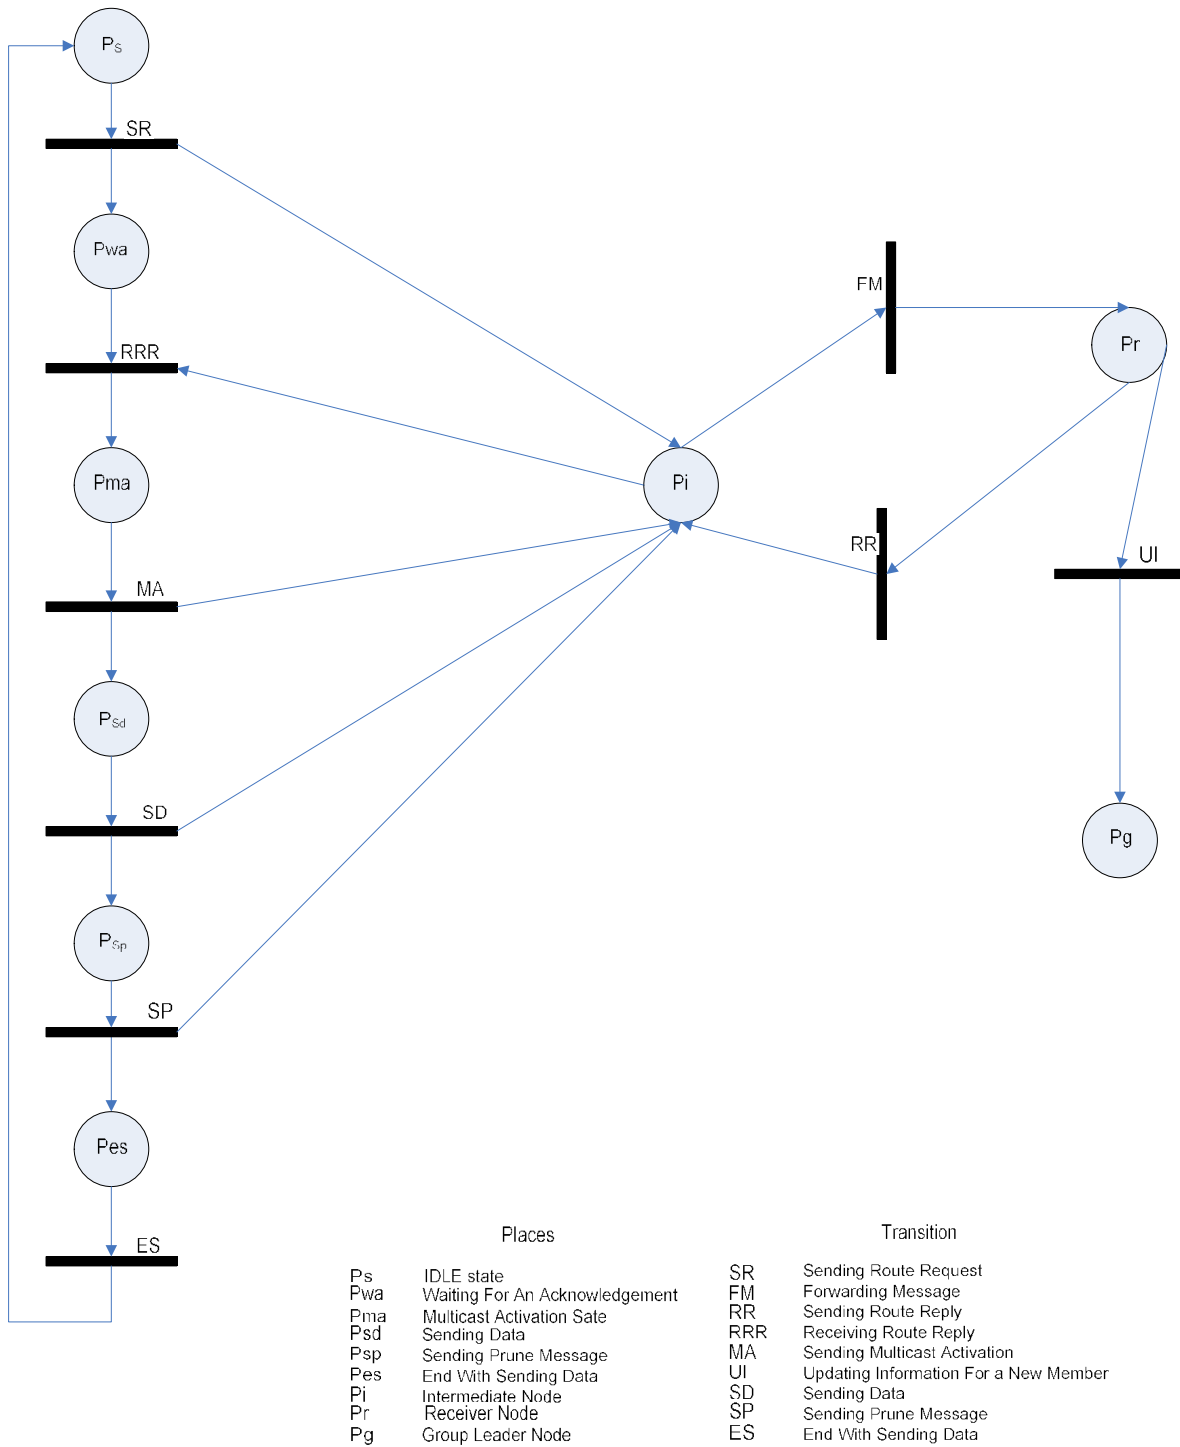 Ps
SR
Pwa
FM
Pr
RRR
Pma
Pi
RR
UI
MA
PSd
SD
Pg
PSp
SP
Pes
ES
Places Transition
Ps IDLE state SR Sending Route Request
Pwa Waiting For An Acknowledgement FM Forwarding Message
Pma Multicast Activation Sate RR Sending Route Reply
Psd Sending Data RRR Receiving Route Reply
Psp Sending Prune Message MA Sending Multicast Activation
Pes End With Sending Data UI Updating Information For a New Member
Pi Intermediate Node SD Sending Data
Pr Receiver Node SP Sending Prune Message
Pg Group Leader Node ES End With Sending Data